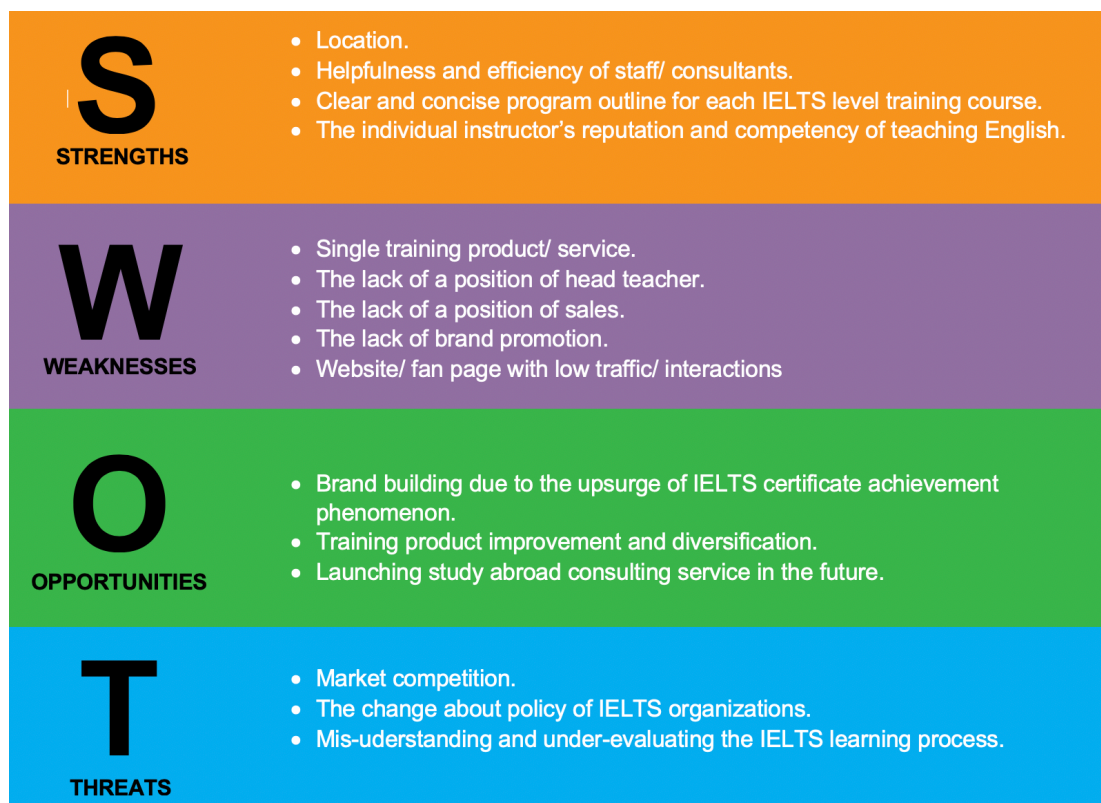 S
STRENGTHS
• Location.
• Helpfulness and efficiency of staff/ consultants.
• Clear and concise program outline for each IELTS level training course.
• The individual instructor's reputation and competency of teaching English.
W
WEAKNESSES
• Single training product/ service.
• The lack of a position of head teacher.
• The lack of a position of sales.
• The lack of brand promotion.
• Website/ fan page with low traffic/ interactions
O
OPPORTUNITIES
• Brand building due to the upsurge of IELTS certificate achievement
phenomenon.
• Training product improvement and diversification.
• Launching study abroad consulting service in the future.
T
THREATS
• Market competition.
• The change about policy of IELTS organizations.
• Mis-uderstanding and under-evaluating the IELTS learning process.